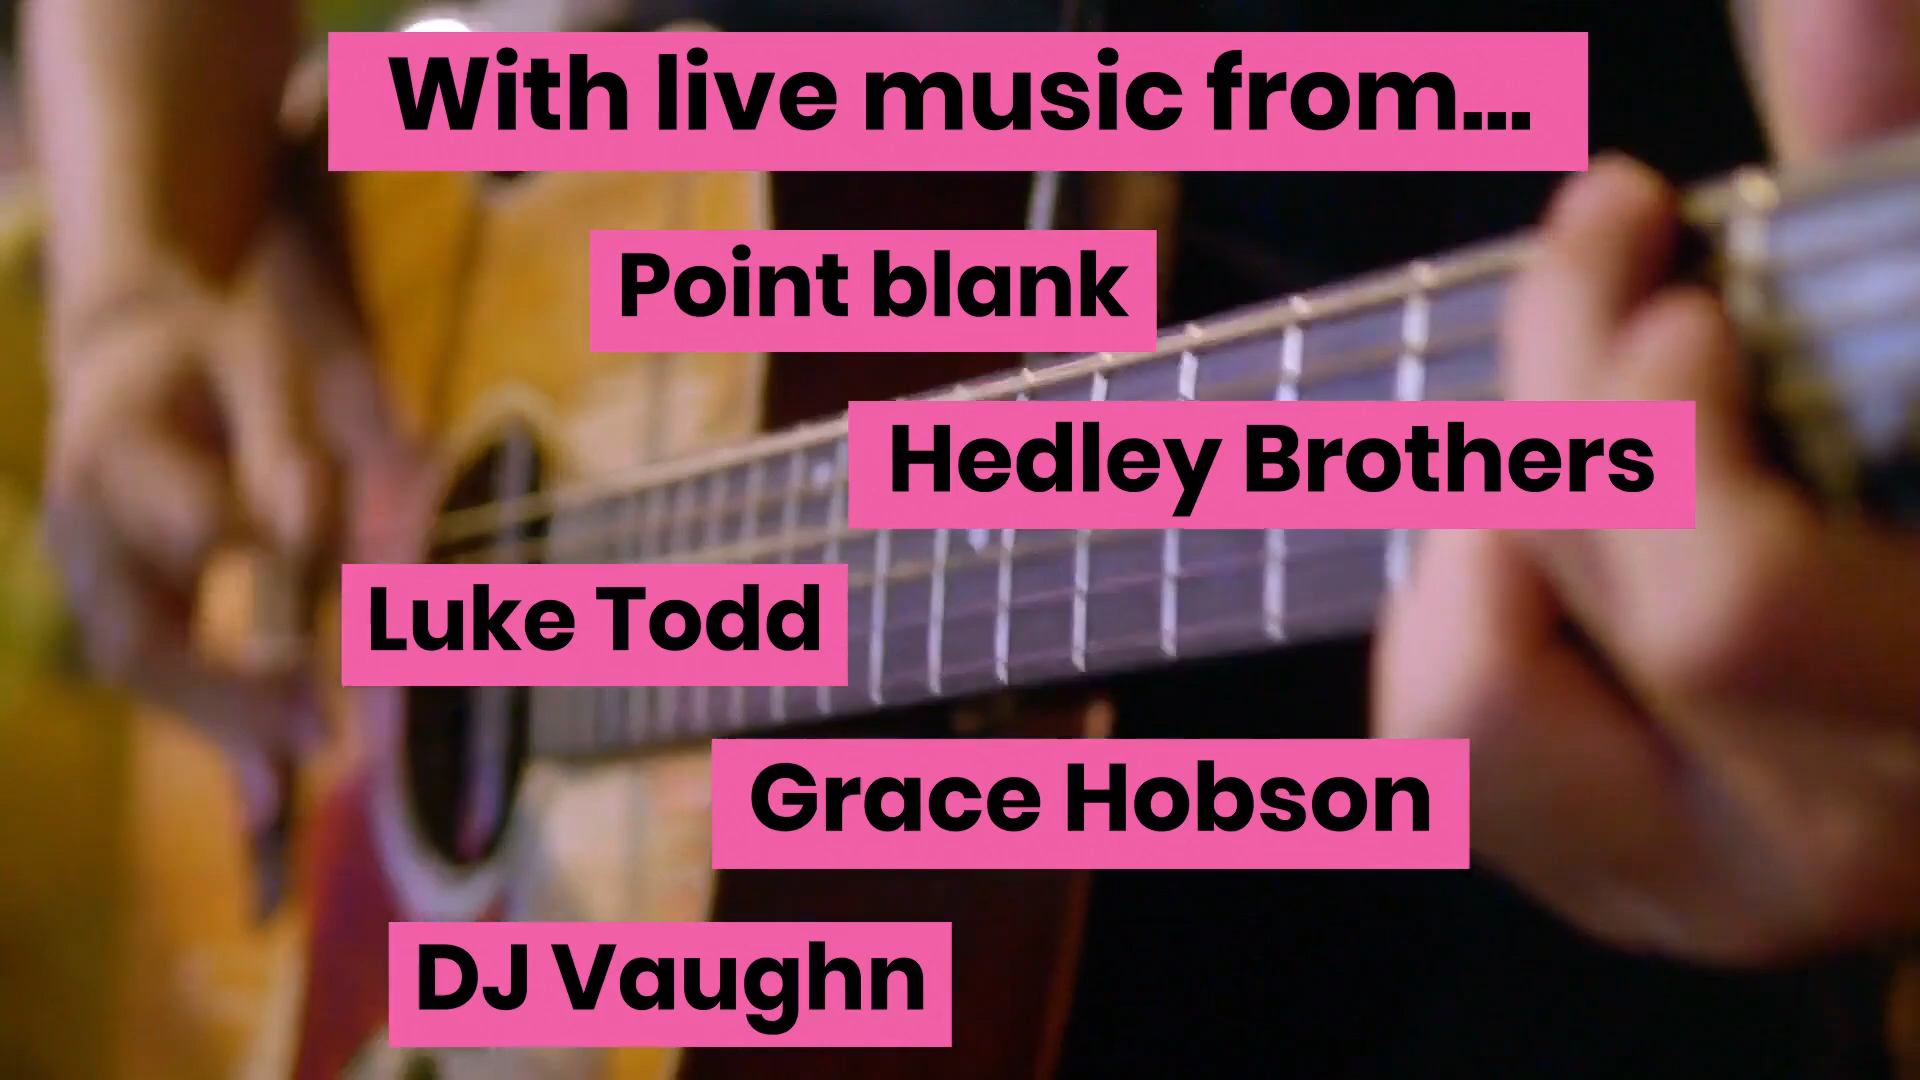 With live music from...
Point blank
Hedley Brothers
Luke Todd
Grace Hobson
DJ Vaughn